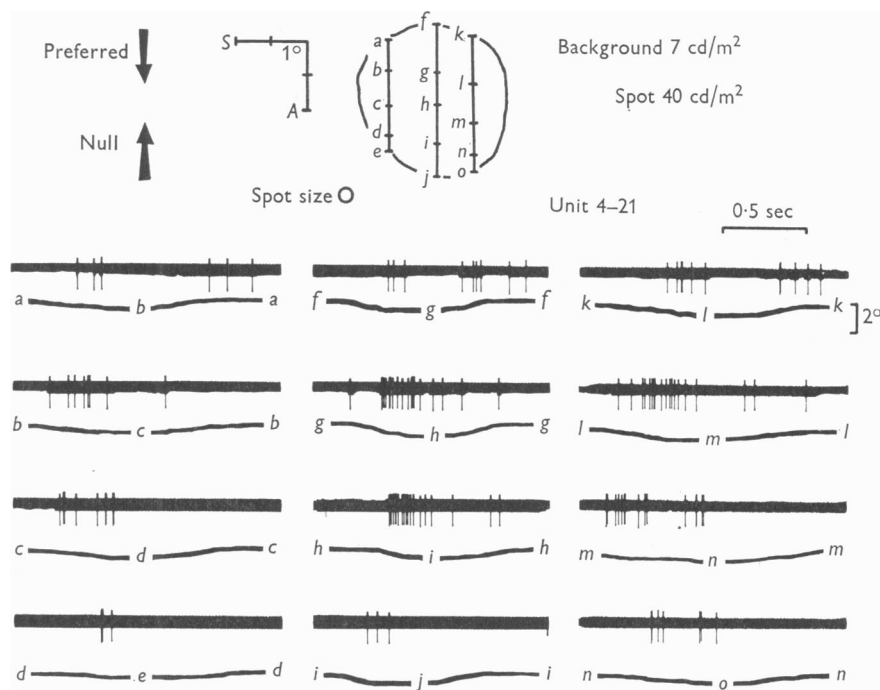 Preferred
Null
S
1°
A
a
b
c
d
e
f
g
h
i
j
k
l
m
n
o
Background 7 cd/m²
Spot 40 cd/m²
Spot size
Unit 4–21
0·5 sec
a b a
f g f
k l k
2°
b c b
g h g
l m l
c d c
h i h
m n m
d e d
i j i
n o n